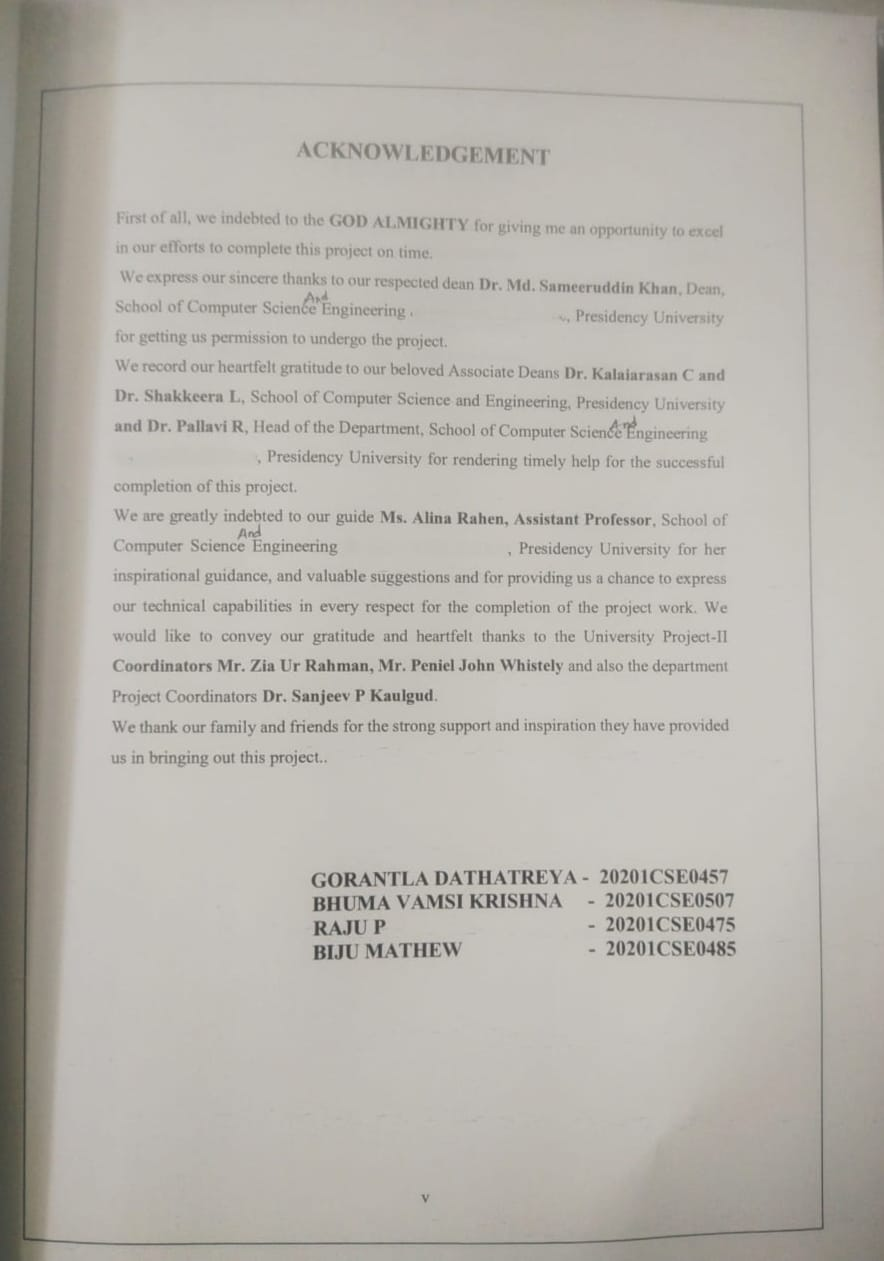 ACKNOWLEDGEMENT
First of all, we indebted to the GOD ALMIGHTY for giving me an opportunity to excel
in our efforts to complete this project on time.
We express our sincere thanks to our respected dean Dr. Md. Sameeruddin Khan, Dean,
School of Computer Science And Engineering , , Presidency University
for getting us permission to undergo the project.
We record our heartfelt gratitude to our beloved Associate Deans Dr. Kalaiarasan C and
Dr. Shakkeera L, School of Computer Science and Engineering, Presidency University
and Dr. Pallavi R, Head of the Department, School of Computer Science And Engineering
, Presidency University for rendering timely help for the successful
completion of this project.
We are greatly indebted to our guide Ms. Alina Rahen, Assistant Professor, School of
Computer Science And Engineering , Presidency University for her
inspirational guidance, and valuable suggestions and for providing us a chance to express
our technical capabilities in every respect for the completion of the project work. We
would like to convey our gratitude and heartfelt thanks to the University Project-II
Coordinators Mr. Zia Ur Rahman, Mr. Peniel John Whistely and also the department
Project Coordinators Dr. Sanjeev P Kaulgud.
We thank our family and friends for the strong support and inspiration they have provided
us in bringing out this project..
GORANTLA DATHATREYA - 20201CSE0457
BHUMA VAMSI KRISHNA - 20201CSE0507
RAJU P - 20201CSE0475
BIJU MATHEW - 20201CSE0485
v